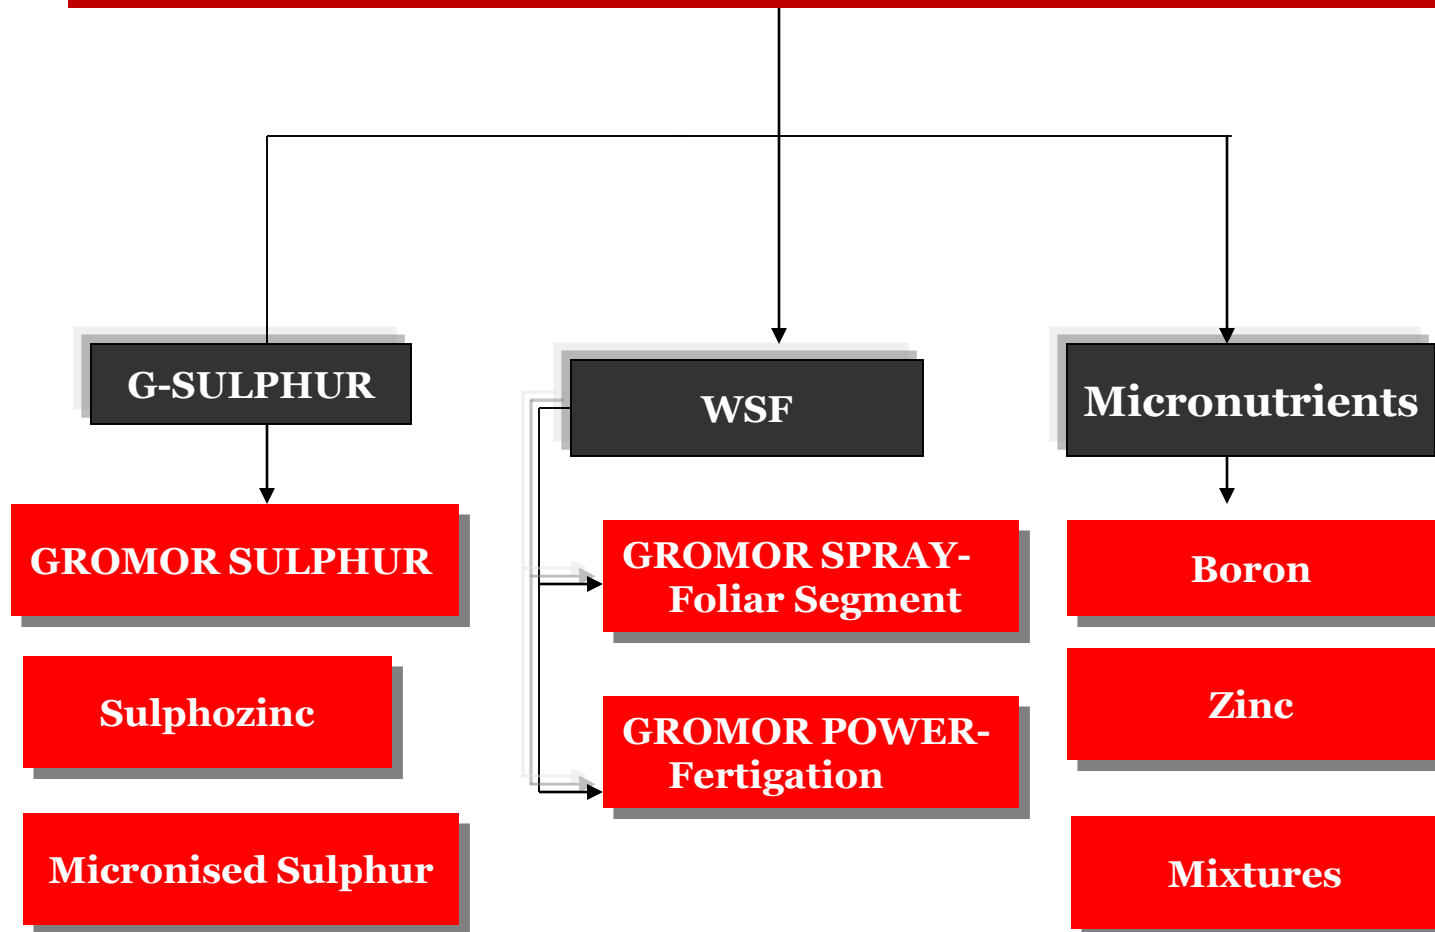 G-SULPHUR
WSF
Micronutrients
GROMOR SULPHUR
GROMOR SPRAY-
Foliar Segment
Boron
Sulphozinc
GROMOR POWER-
Fertigation
Zinc
Micronised Sulphur
Mixtures